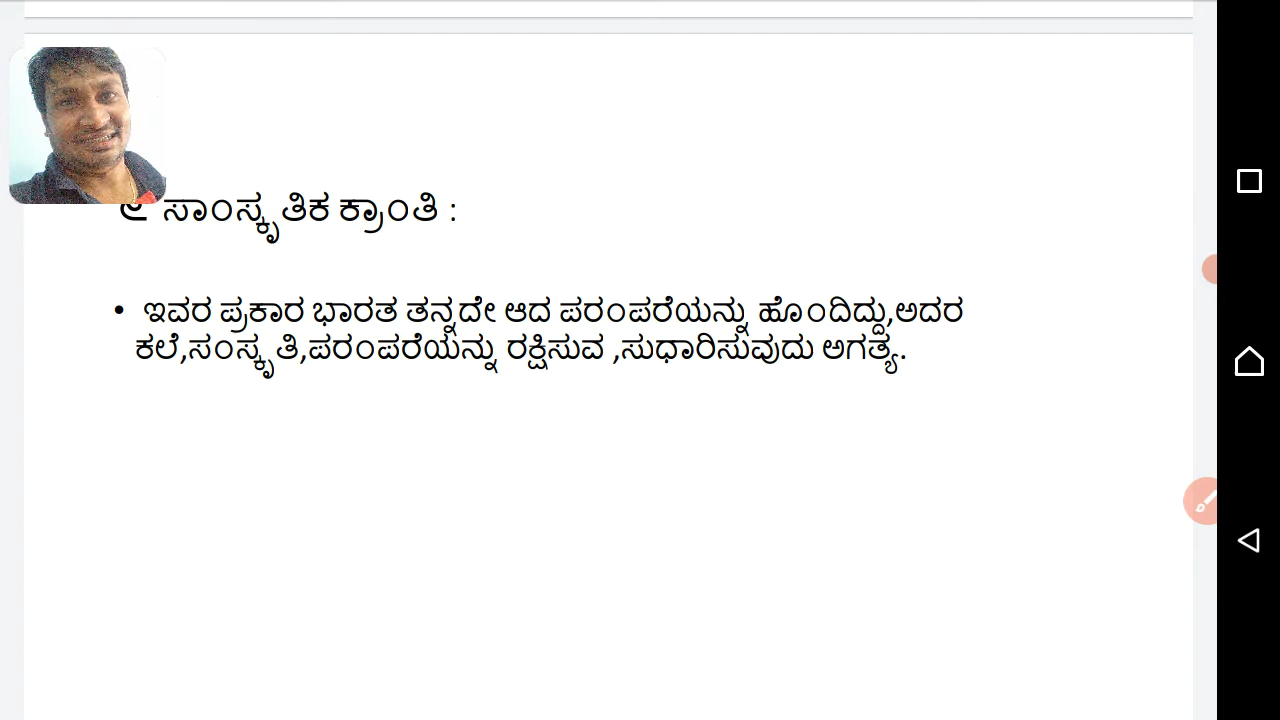 ಸಾಂಸ್ಕೃತಿಕ ಕ್ರಾಂತಿ :
• ಇವರ ಪ್ರಕಾರ ಭಾರತ ತನ್ನದೇ ಆದ ಪರಂಪರೆಯನ್ನು ಹೊಂದಿದ್ದು,ಅದರ
ಕಲೆ,ಸಂಸ್ಕೃತಿ,ಪರಂಪರೆಯನ್ನು ರಕ್ಷಿಸುವ ,ಸುಧಾರಿಸುವುದು ಅಗತ್ಯ.